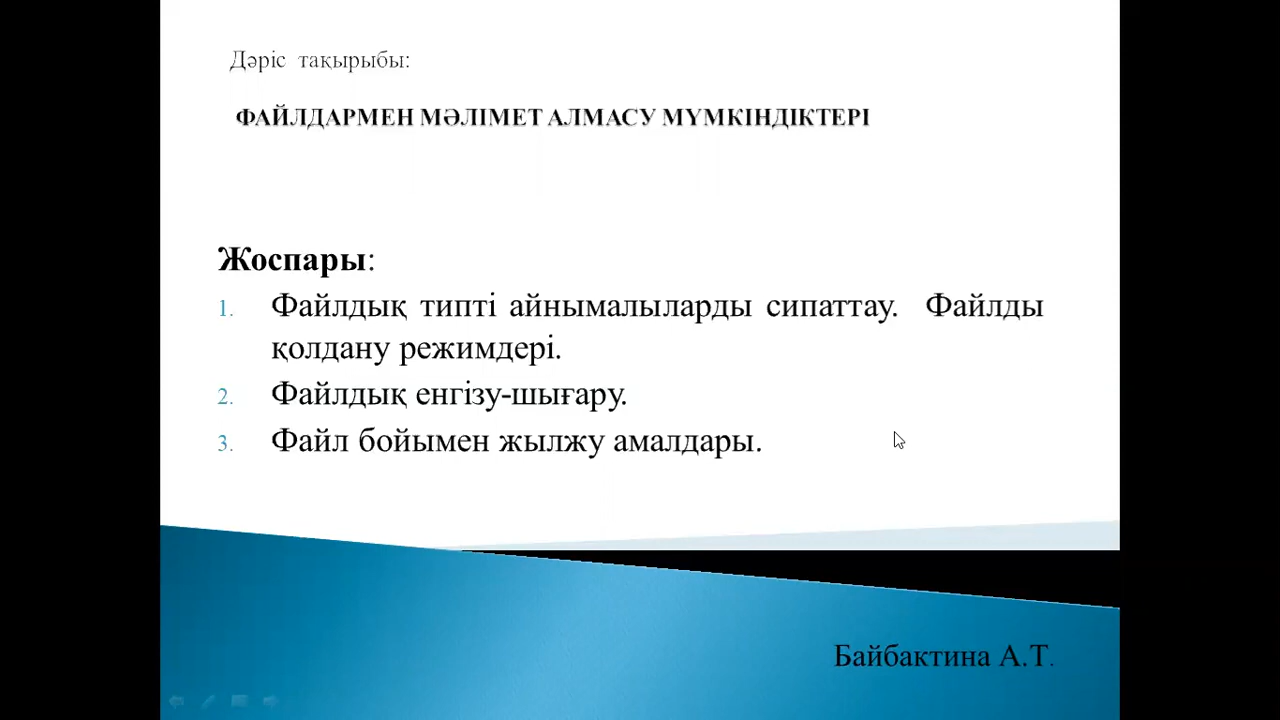 Дәріс тақырыбы:
ФАЙЛДАРМЕН МӘЛІМЕТ АЛМАСУ МҮМКІНДІКТЕРІ
Жоспары:
1. Файлдық типті айнымалыларды сипаттау. Файлды
қолдану режимдері.
2. Файлдық енгізу-шығару.
3. Файл бойымен жылжу амалдары.
Байбактина А.Т.